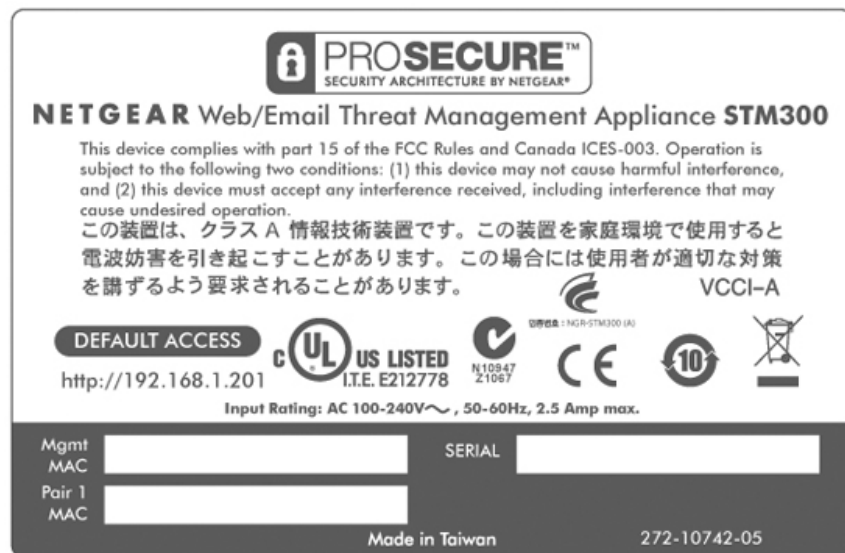 PROSECURE™
SECURITY ARCHITECTURE BY NETGEAR®
NETGEAR Web/Email Threat Management Appliance STM300
This device complies with part 15 of the FCC Rules and Canada ICES-003. Operation is
subject to the following two conditions: (1) this device may not cause harmful interference,
and (2) this device must accept any interference received, including interference that may
cause undesired operation.
この装置は、クラス A 情報技術装置です。この装置を家庭環境で使用すると
電波妨害を引き起こすことがあります。この場合には使用者が適切な対策
を講ずるよう要求されることがあります。
VCCI-A
인증번호 : NGR-STM300 (A)
DEFAULT ACCESS
http://192.168.1.201
C UL® US LISTED
I.T.E. E212778
N10947
Z1067
CE
10
Input Rating: AC 100-240V～ , 50-60Hz, 2.5 Amp max.
Mgmt
MAC
SERIAL
Pair 1
MAC
Made in Taiwan
272-10742-05